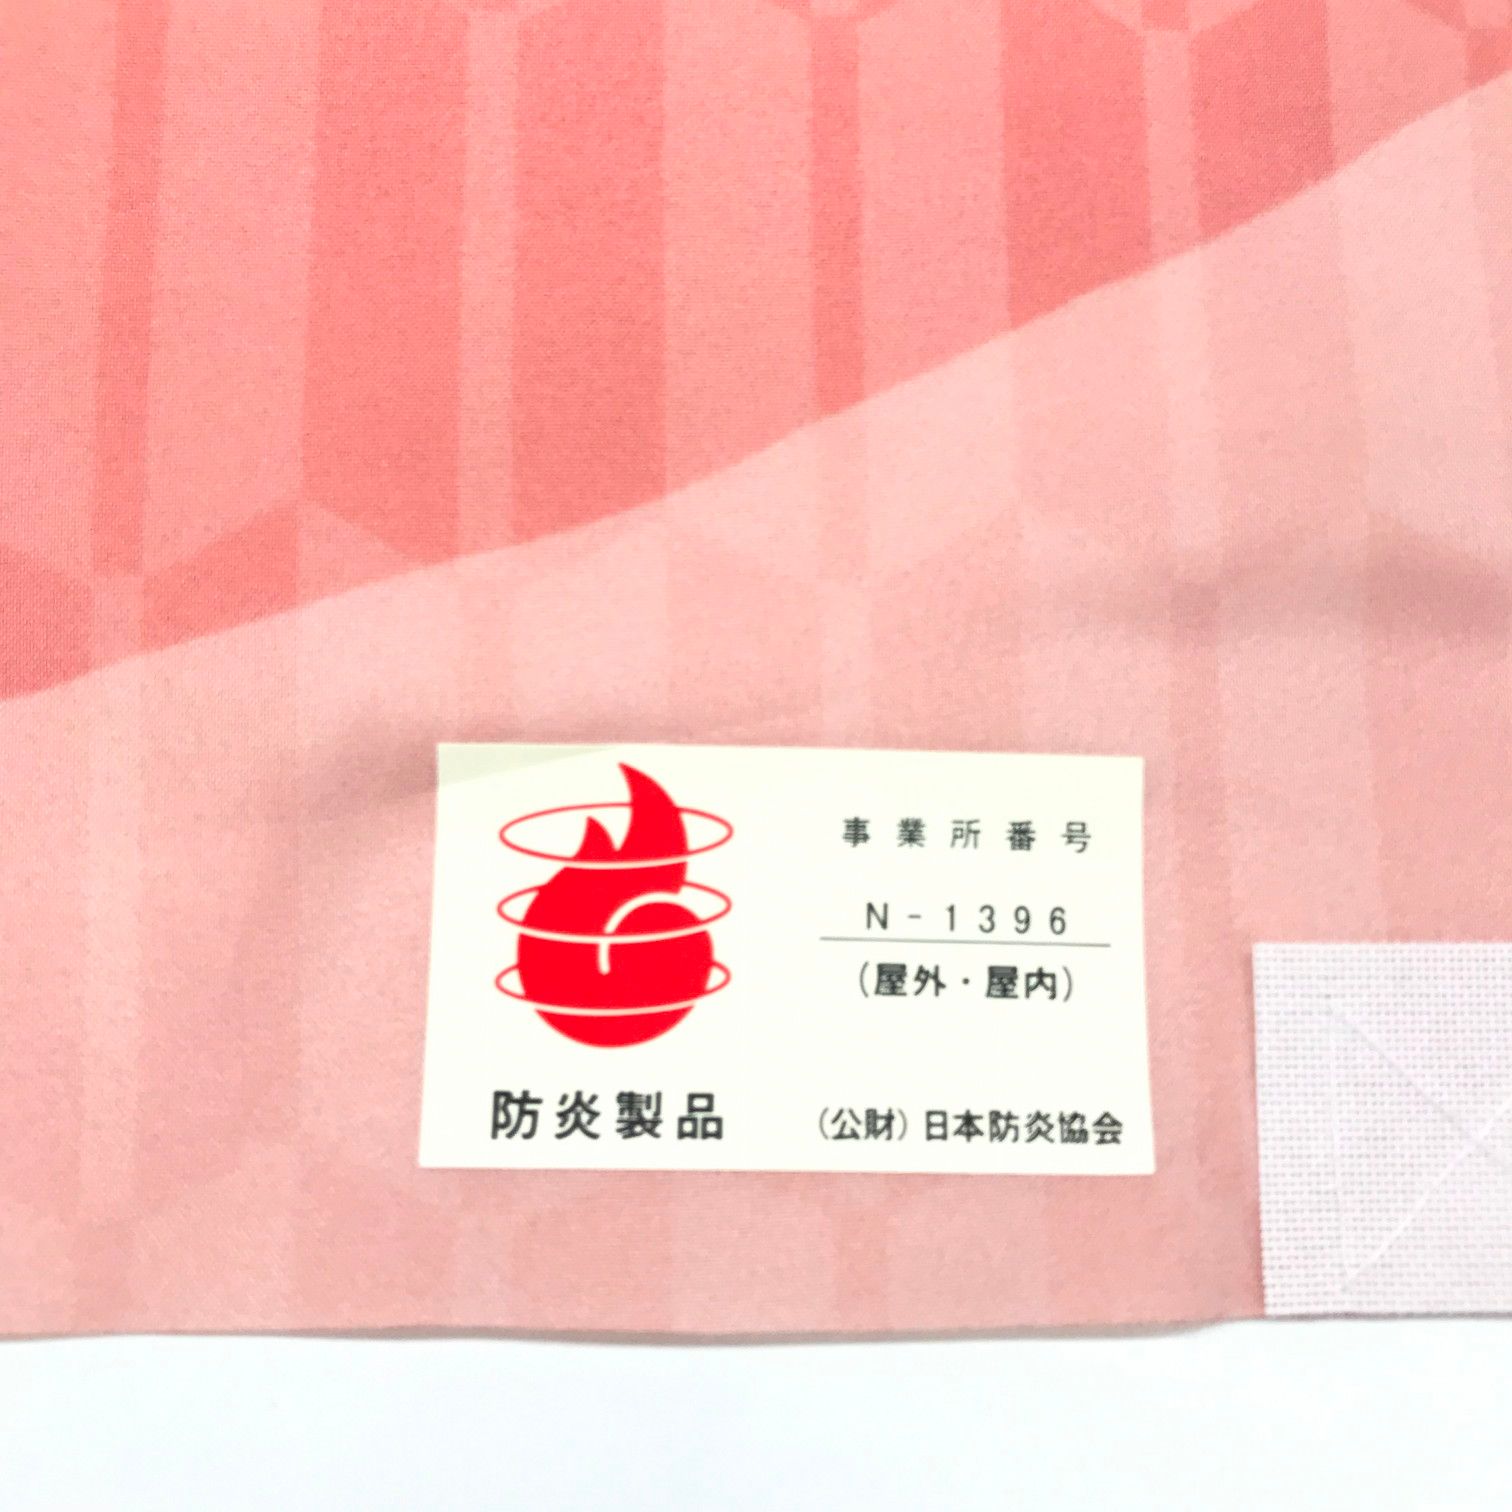 事業所番号
N-1396
(屋外・屋内)
防炎製品
(公財)日本防炎協会